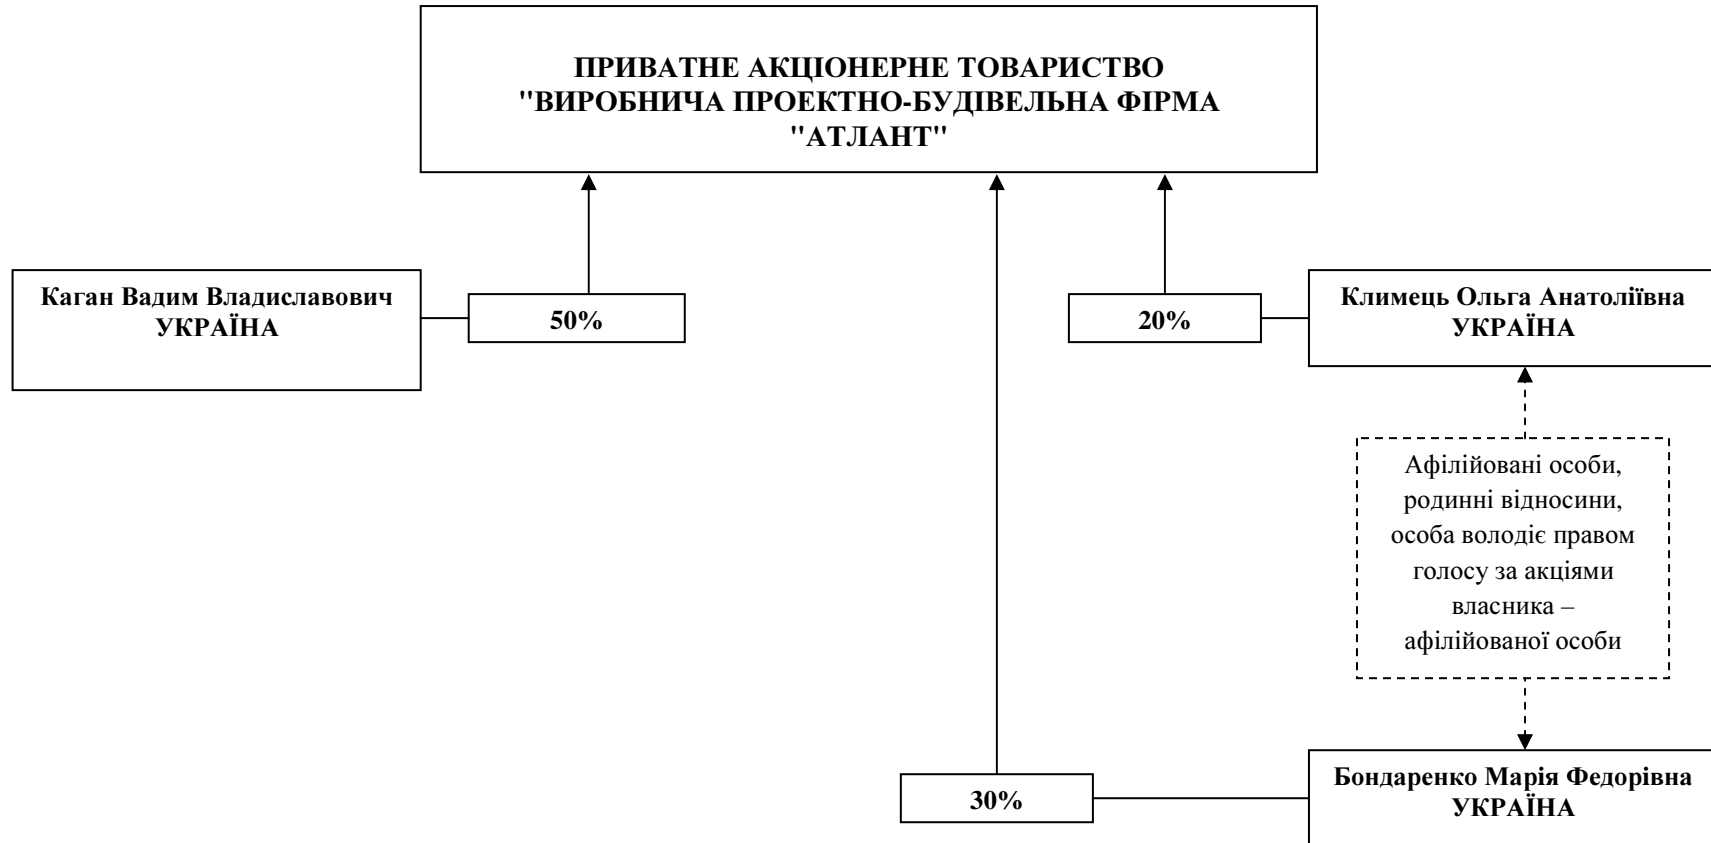 ПРИВАТНЕ АКЦІОНЕРНЕ ТОВАРИСТВО
"ВИРОБНИЧА ПРОЕКТНО-БУДІВЕЛЬНА ФІРМА
"АТЛАНТ"
Каган Вадим Владиславович
УКРАЇНА
50%
20%
Климець Ольга Анатоліївна
УКРАЇНА
Афілійовані особи,
родинні відносини,
особа володіє правом
голосу за акціями
власника –
афілійованої особи
30%
Бондаренко Марія Федорівна
УКРАЇНА